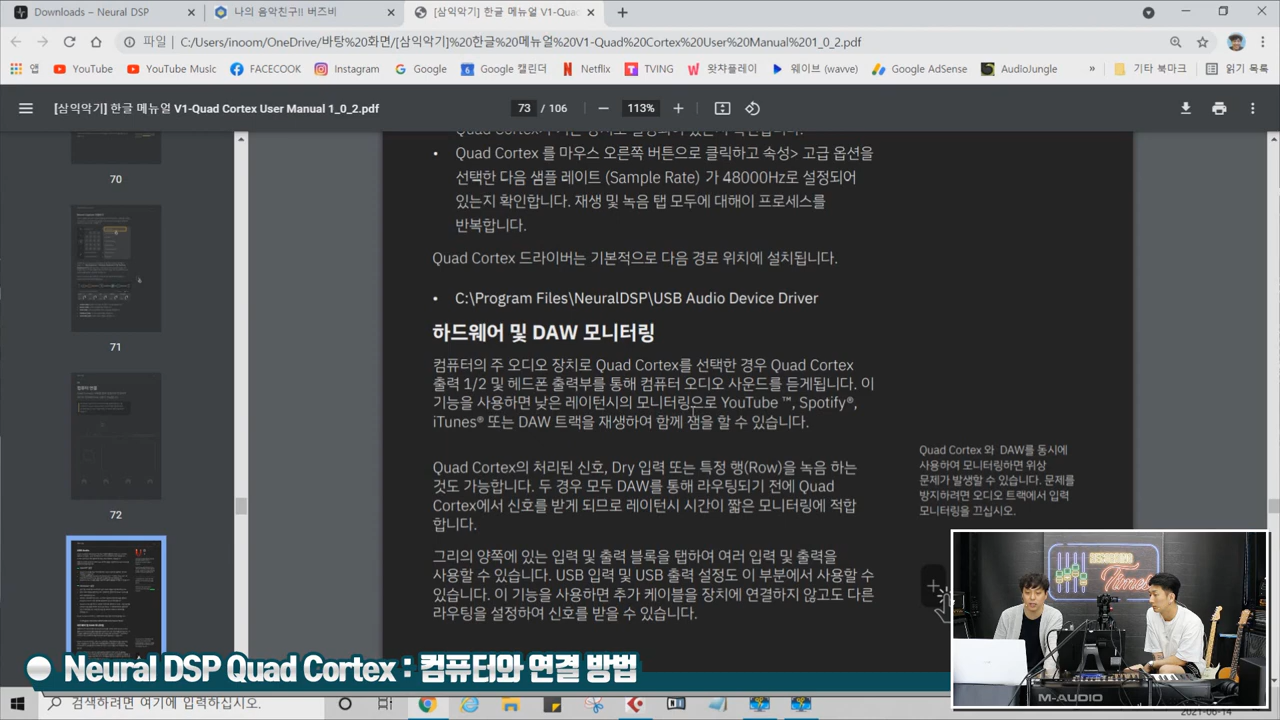 Downloads – Neural DSP
나의 음악친구!! 버즈비
[삼익악기] 한글 메뉴얼 V1-Quad
파일
C:/Users/inoom/OneDrive/바탕%20화면/[삼익악기]%20한글%20메뉴얼%20V1-Quad%20Cortex%20User%20Manual%201_0_2.pdf
앱
YouTube
YouTube Music
FACECOOK
Instagram
Google
Google 캘린더
Netflix
TVING
왓챠플레이
웨이브 (wavve)
Google AdSense
AudioJungle
»
기타 북마크
읽기 목록
[삼익악기] 한글 메뉴얼 V1-Quad Cortex User Manual 1_0_2.pdf
73 / 106
113%
70
71
72
• Quad Cortex 를 마우스 오른쪽 버튼으로 클릭하고 속성> 고급 옵션을
선택한 다음 샘플 레이트 (Sample Rate) 가 48000Hz로 설정되어
있는지 확인합니다. 재생 및 녹음 탭 모두에 대해이 프로세스를
반복합니다.
Quad Cortex 드라이버는 기본적으로 다음 경로 위치에 설치됩니다.
• C:\Program Files\NeuralDSP\USB Audio Device Driver
하드웨어 및 DAW 모니터링
컴퓨터의 주 오디오 장치로 Quad Cortex를 선택한 경우 Quad Cortex
출력 1/2 및 헤드폰 출력부를 통해 컴퓨터 오디오 사운드를 듣게됩니다. 이
기능을 사용하면 낮은 레이턴시의 모니터링으로 YouTube ™, Spotify®,
iTunes® 또는 DAW 트랙을 재생하여 함께 잼을 할 수 있습니다.
Quad Cortex의 처리된 신호, Dry 입력 또는 특정 행(Row)을 녹음 하는
것도 가능합니다. 두 경우 모두 DAW를 통해 라우팅되기 전에 Quad
Cortex에서 신호를 받게 되므로 레이턴시 시간이 짧은 모니터링에 적합
합니다.
Quad Cortex 와 DAW를 동시에
사용하여 모니터링하면 위상
문제가 발생할 수 있습니다. 문제를
방지하려면 오디오 트랙에서 입력
모니터링을 끄십시오.
그리의 양쪽에 있는 입력 및 출력 블록을 탭하여 여러 입력 및 출력을
사용할 수 있습니다. USB 입력 및 USB 출력 설정도 이 부분에서 사용할 수
있습니다. 이 것을 사용하면 추가 케이블을 장치에 연결하지 않고도 다른
라우팅을 설정하여 신호를 받을 수 있습니다.
Neural DSP Quad Cortex : 컴퓨터와 연결 방법
검색하려면 여기에 입력하십시오.
Time
M-AUDIO
2021-06-14